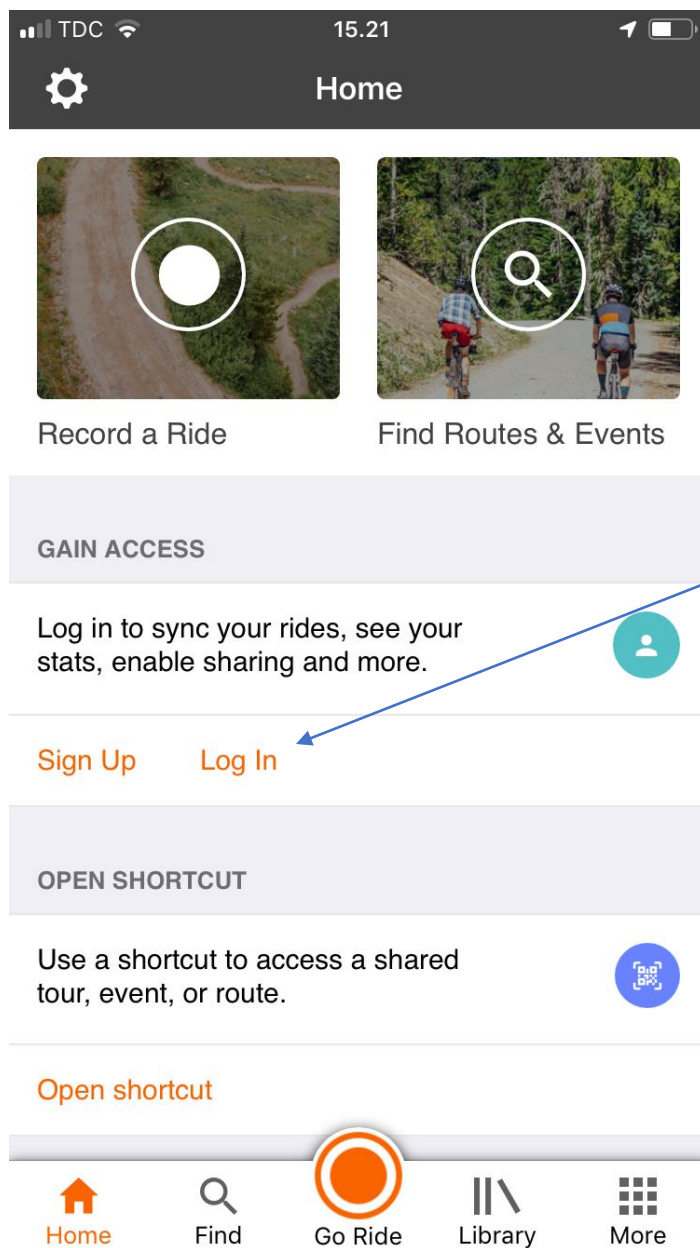 TDC 15.21
Home
Record a Ride Find Routes & Events
GAIN ACCESS
Log in to sync your rides, see your
stats, enable sharing and more.
Sign Up Log In
OPEN SHORTCUT
Use a shortcut to access a shared
tour, event, or route.
Open shortcut
Home Find Go Ride Library More